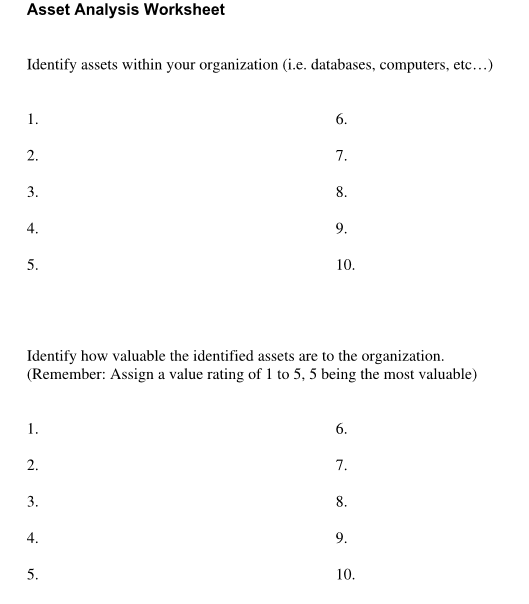 Asset Analysis Worksheet
Identify assets within your organization (i.e. databases, computers, etc…)
1. 6.
2. 7.
3. 8.
4. 9.
5. 10.
Identify how valuable the identified assets are to the organization.
(Remember: Assign a value rating of 1 to 5, 5 being the most valuable)
1. 6.
2. 7.
3. 8.
4. 9.
5. 10.